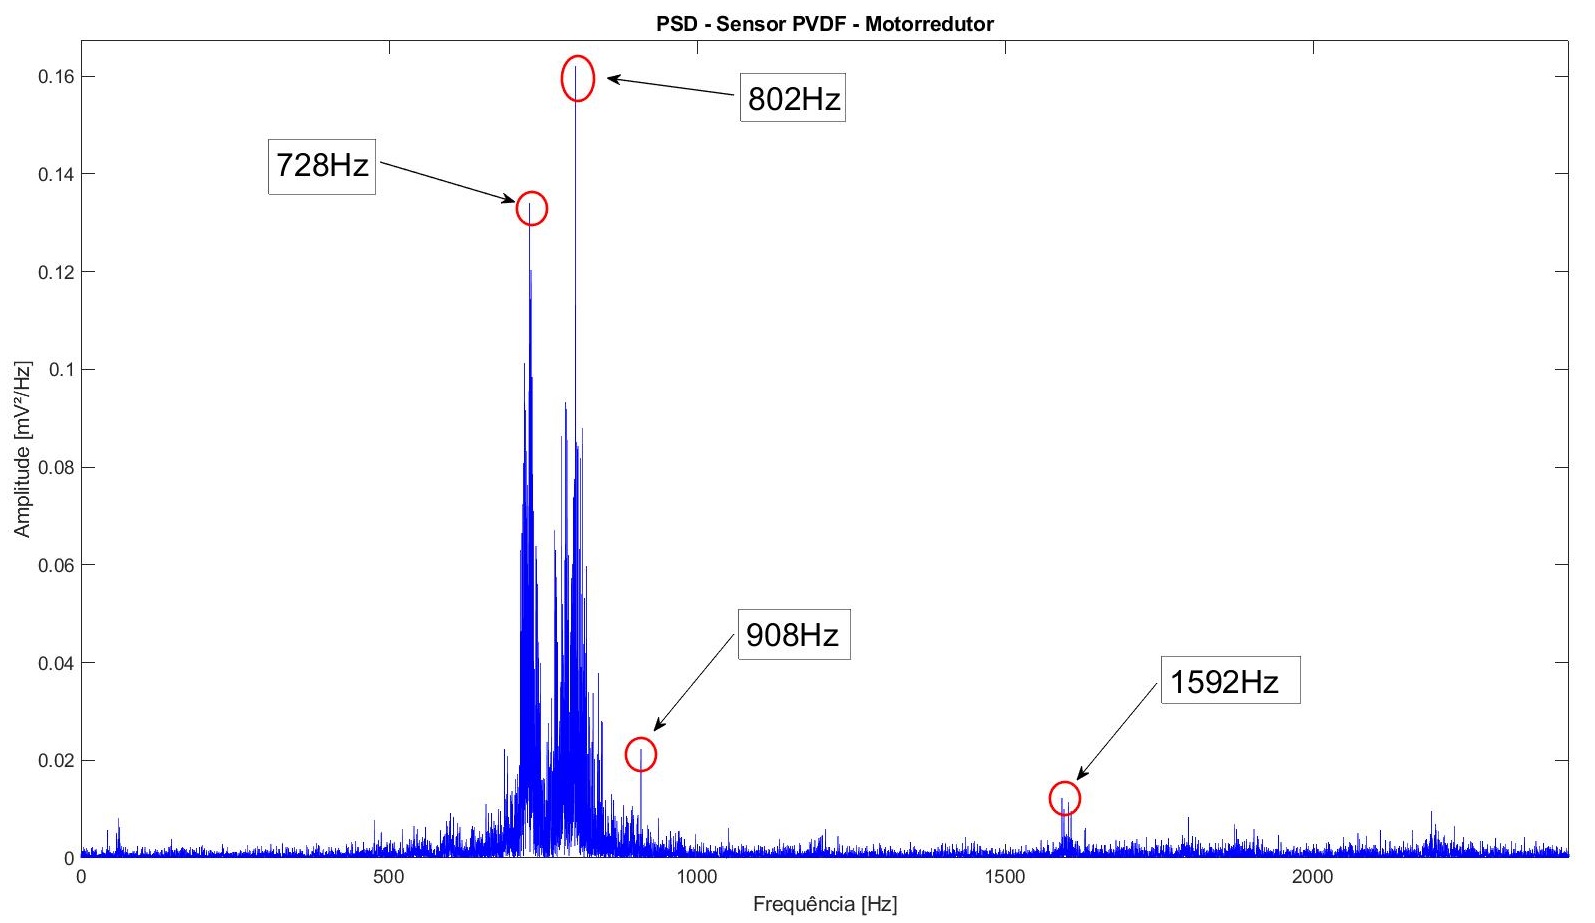 PSD - Sensor PVDF - Motorredutor
0.16
0.14
0.12
0.1
0.08
0.06
0.04
0.02
0
Amplitude [mV²/Hz]
802Hz
728Hz
908Hz
1592Hz
0
500
1000
1500
2000
Frequência [Hz]